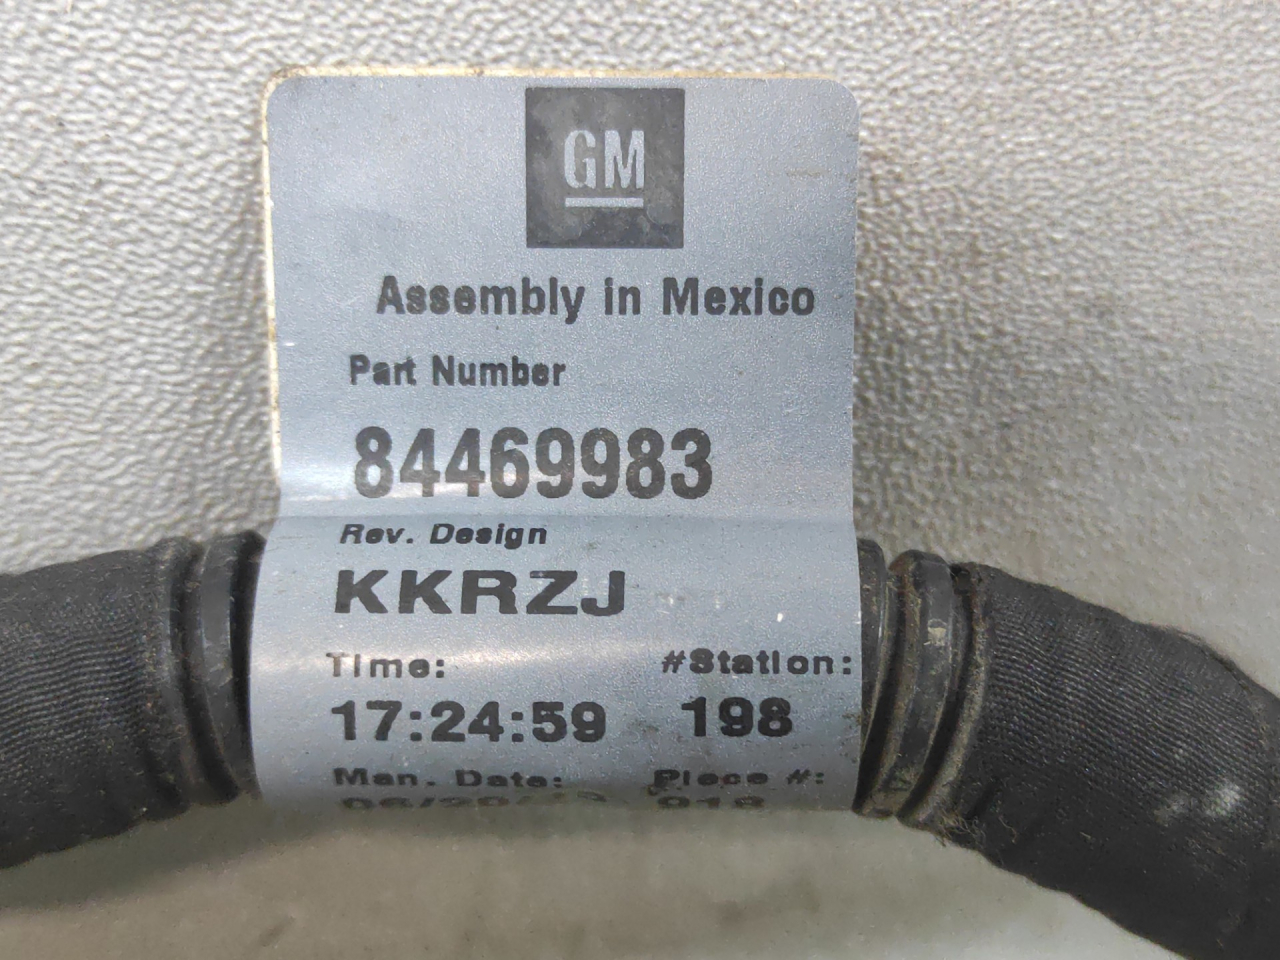 GM
Assembly in Mexico
Part Number
84469983
Rev. Design
KKRZJ
Time: #Station:
17:24:59 198
Man. Date: Piece #: